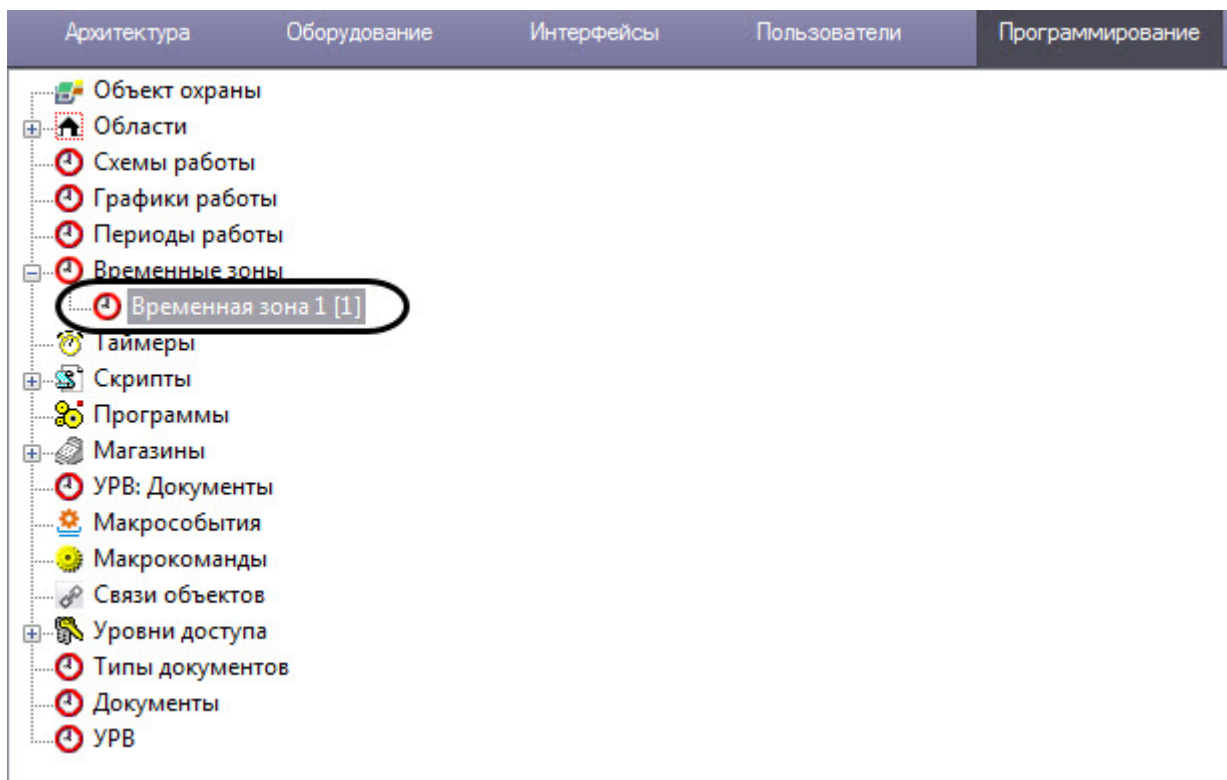 Архитектура Оборудование Интерфейсы Пользователи Программирование
Объект охраны
Области
Схемы работы
Графики работы
Периоды работы
Временные зоны
Временная зона 1 [1]
Таймеры
Скрипты
Программы
Магазины
УРВ: Документы
Макрособытия
Макрокоманды
Связи объектов
Уровни доступа
Типы документов
Документы
УРВ